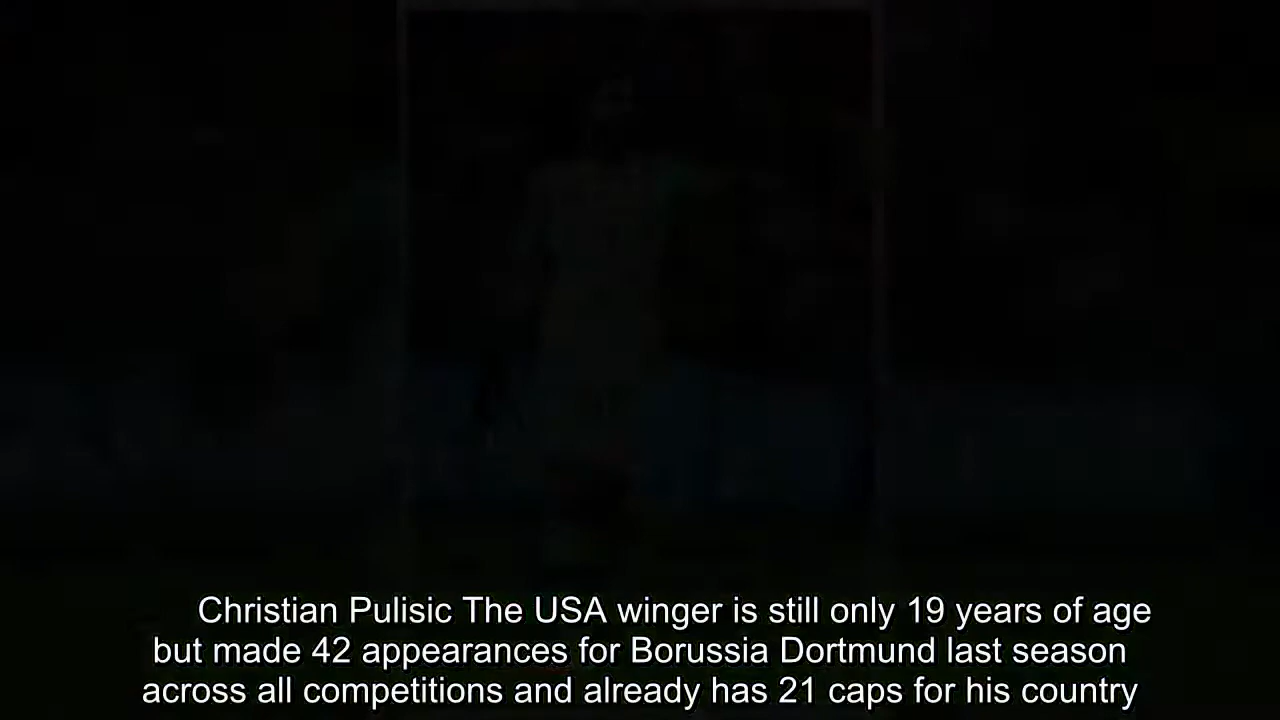 Christian Pulisic The USA winger is still only 19 years of age
but made 42 appearances for Borussia Dortmund last season
across all competitions and already has 21 caps for his country